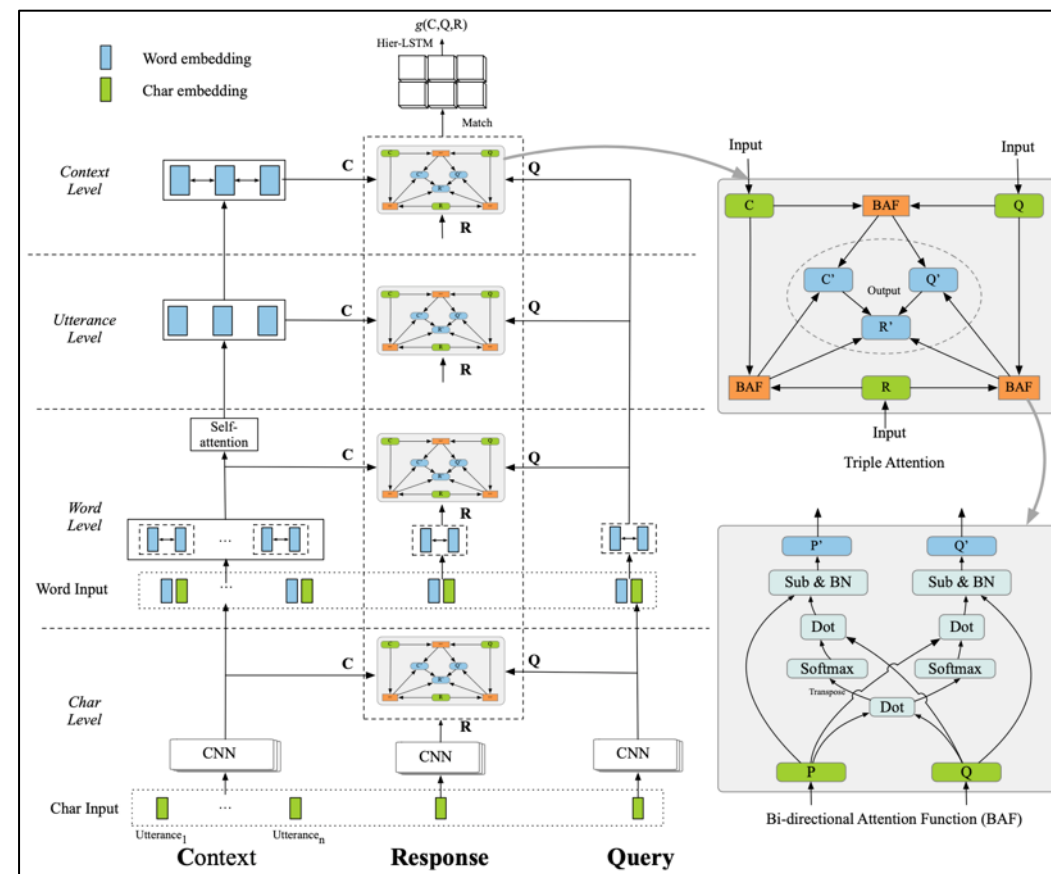 g(C,Q,R)
Hier-LSTM
Word embedding
Char embedding
Match
Context
Level
C
Q
C
Q
C'
Q'
R'
R
R
Utterance
Level
C
Q
C
Q
C'
Q'
R'
R
R
Self-
attention
C
Q
C
Q
C'
Q'
R'
R
R
Word
Level
...
Word Input
...
C
Q
C
Q
C'
Q'
R'
R
R
Char
Level
CNN
CNN
CNN
Char Input
...
Utterance1
Utterancen
Context
Response
Query
Input
Input
C
BAF
Q
C'
Output
Q'
R'
BAF
R
BAF
Input
Triple Attention
P'
Q'
Sub & BN
Sub & BN
Dot
Dot
Softmax
Softmax
Transpose
Dot
P
Q
Bi-directional Attention Function (BAF)